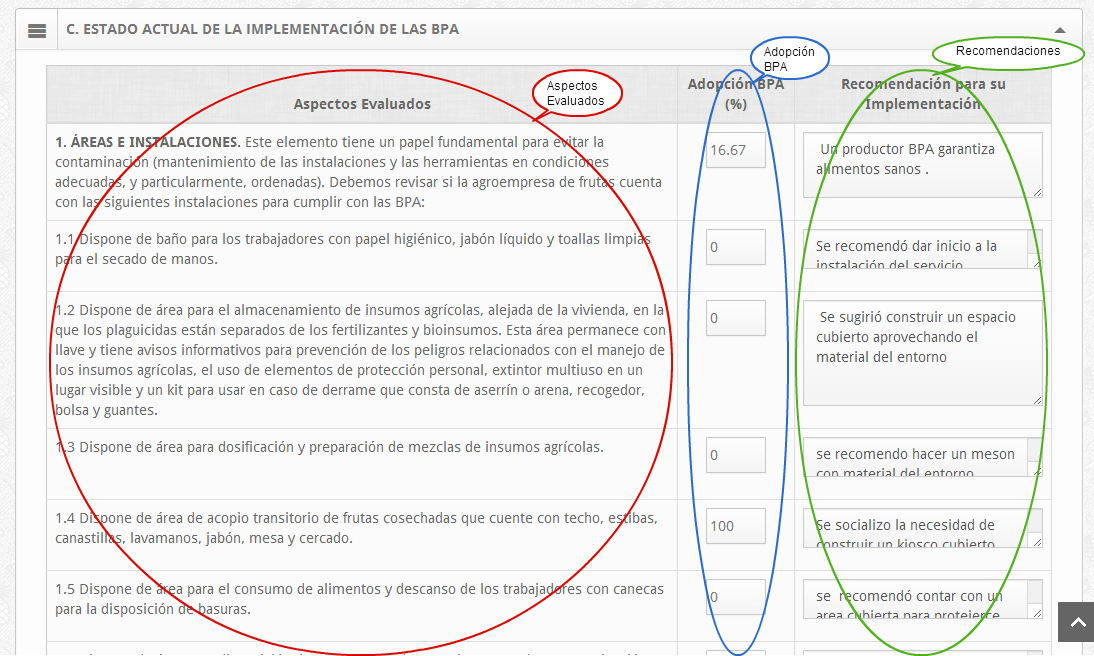 C. ESTADO ACTUAL DE LA IMPLEMENTACIÓN DE LAS BPA
Adopción
BPA
Recomendaciones
Aspectos
Evaluados
Aspectos Evaluados
Adopción BPA
(%)
Recomendación para su
Implementación
1. ÁREAS E INSTALACIONES. Este elemento tiene un papel fundamental para evitar la
contaminación (mantenimiento de las instalaciones y las herramientas en condiciones
adecuadas, y particularmente, ordenadas). Debemos revisar si la agroempresa de frutas cuenta
con las siguientes instalaciones para cumplir con las BPA:
16.67
Un productor BPA garantiza
alimentos sanos .
1.1 Dispone de baño para los trabajadores con papel higiénico, jabón líquido y toallas limpias
para el secado de manos.
0
Se recomendó dar inicio a la
instalación del servicio
1.2 Dispone de área para el almacenamiento de insumos agrícolas, alejada de la vivienda, en la
que los plaguicidas están separados de los fertilizantes y bioinsumos. Esta área permanece con
llave y tiene avisos informativos para prevención de los peligros relacionados con el manejo de
los insumos agrícolas, el uso de elementos de protección personal, extintor multiuso en un
lugar visible y un kit para usar en caso de derrame que consta de aserrín o arena, recogedor,
bolsa y guantes.
0
Se sugirió construir un espacio
cubierto aprovechando el
material del entorno
1.3 Dispone de área para dosificación y preparación de mezclas de insumos agrícolas.
0
se recomendo hacer un meson
con material del entorno
1.4 Dispone de área de acopio transitorio de frutas cosechadas que cuente con techo, estibas,
canastillas, lavamanos, jabón, mesa y cercado.
100
Se socializo la necesidad de
construir un kiosco cubierto
1.5 Dispone de área para el consumo de alimentos y descanso de los trabajadores con canecas
para la disposición de basuras.
0
se recomendó contar con un
area cubierta para protejerce